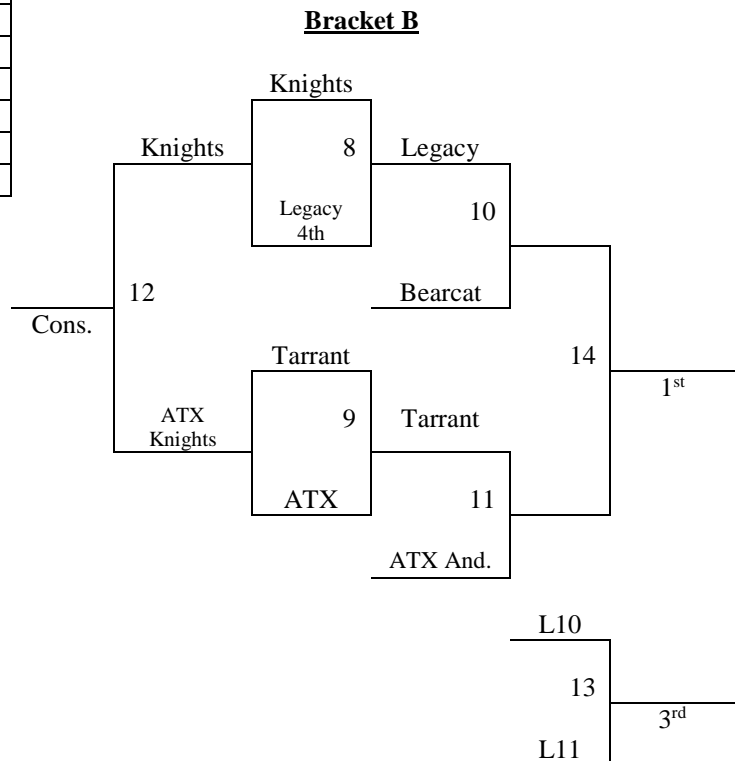 Bracket B
Knights
Knights
8
Legacy
Legacy
4th
10
12
Bearcat
Cons.
Tarrant
14
1st
ATX
Knights
9
Tarrant
ATX
11
ATX And.
L10
13
3rd
L11